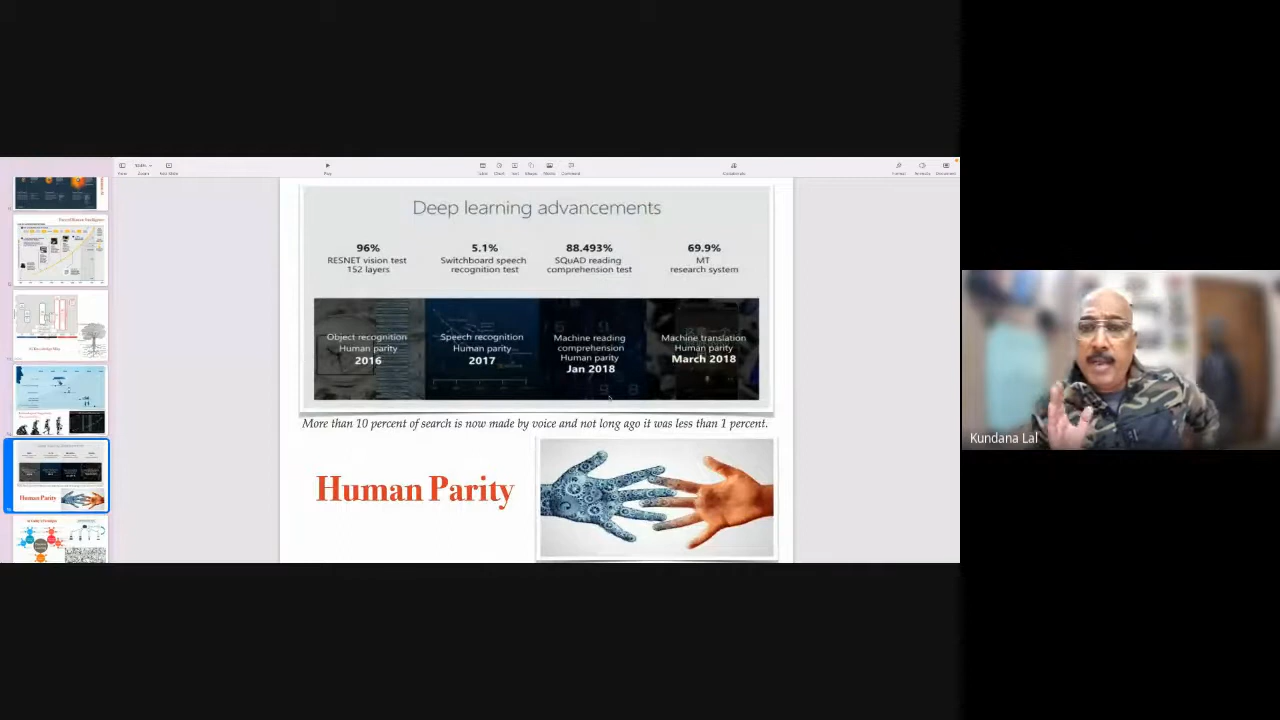 Deep learning advancements
96% 5.1% 88.493% 69.9%
RESNET vision test Switchboard speech SQuAD reading MT
152 layers recognition test comprehension test research system
Object recognition
Human parity
2016
Speech recognition
Human parity
2017
Machine reading
comprehension
Human parity
Jan 2018
Machine translation
Human parity
March 2018
More than 10 percent of search is now made by voice and not long ago it was less than 1 percent.
Human Parity
Human Parity
Kundana Lal